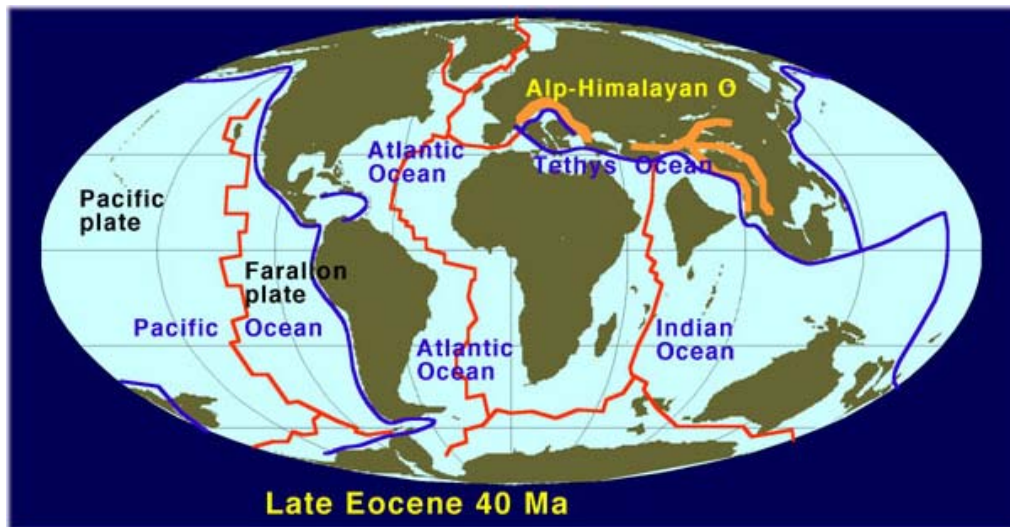 Alp-Himalayan O
Atlantic
Ocean
Tethys Ocean
Pacific
plate
Farallon
plate
Pacific Ocean
Atlantic
Ocean
Indian
Ocean
Late Eocene 40 Ma